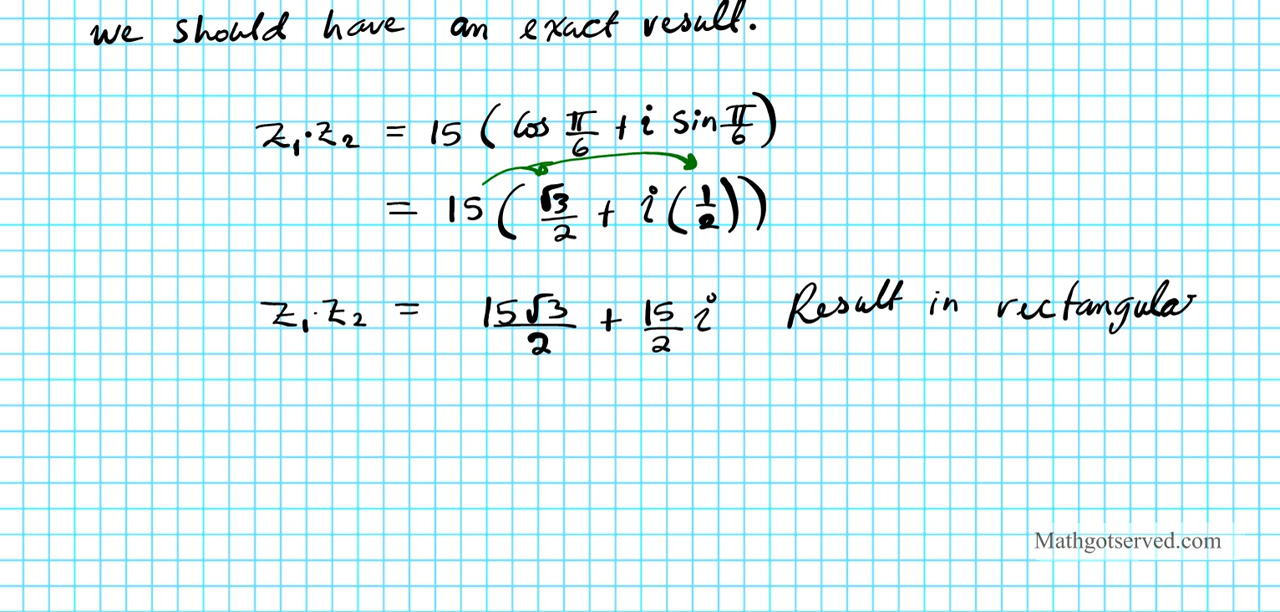 we should have an exact result.
z₁·z₂ = 15 (cos π/6 + i sin π/6)
= 15 (√3/2 + i(1/2))
z₁·z₂ = 15√3/2 + 15/2 i Result in rectangular
Mathgotserved.com